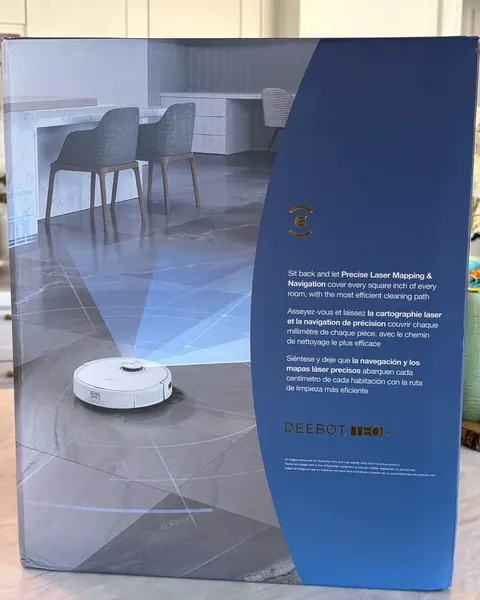 Sit back and let Precise Laser Mapping &
Navigation cover every square inch of every
room, with the most efficient cleaning path
Asseyez-vous et laissez la cartographie laser
et la navigation de précision couvrir chaque
millimètre de chaque pièce, avec le chemin
de nettoyage le plus efficace
Siéntese y deje que la navegación y los
mapas láser precisos abarquen cada
centímetro de cada habitación con la ruta
de limpieza más eficiente
DEEBOT